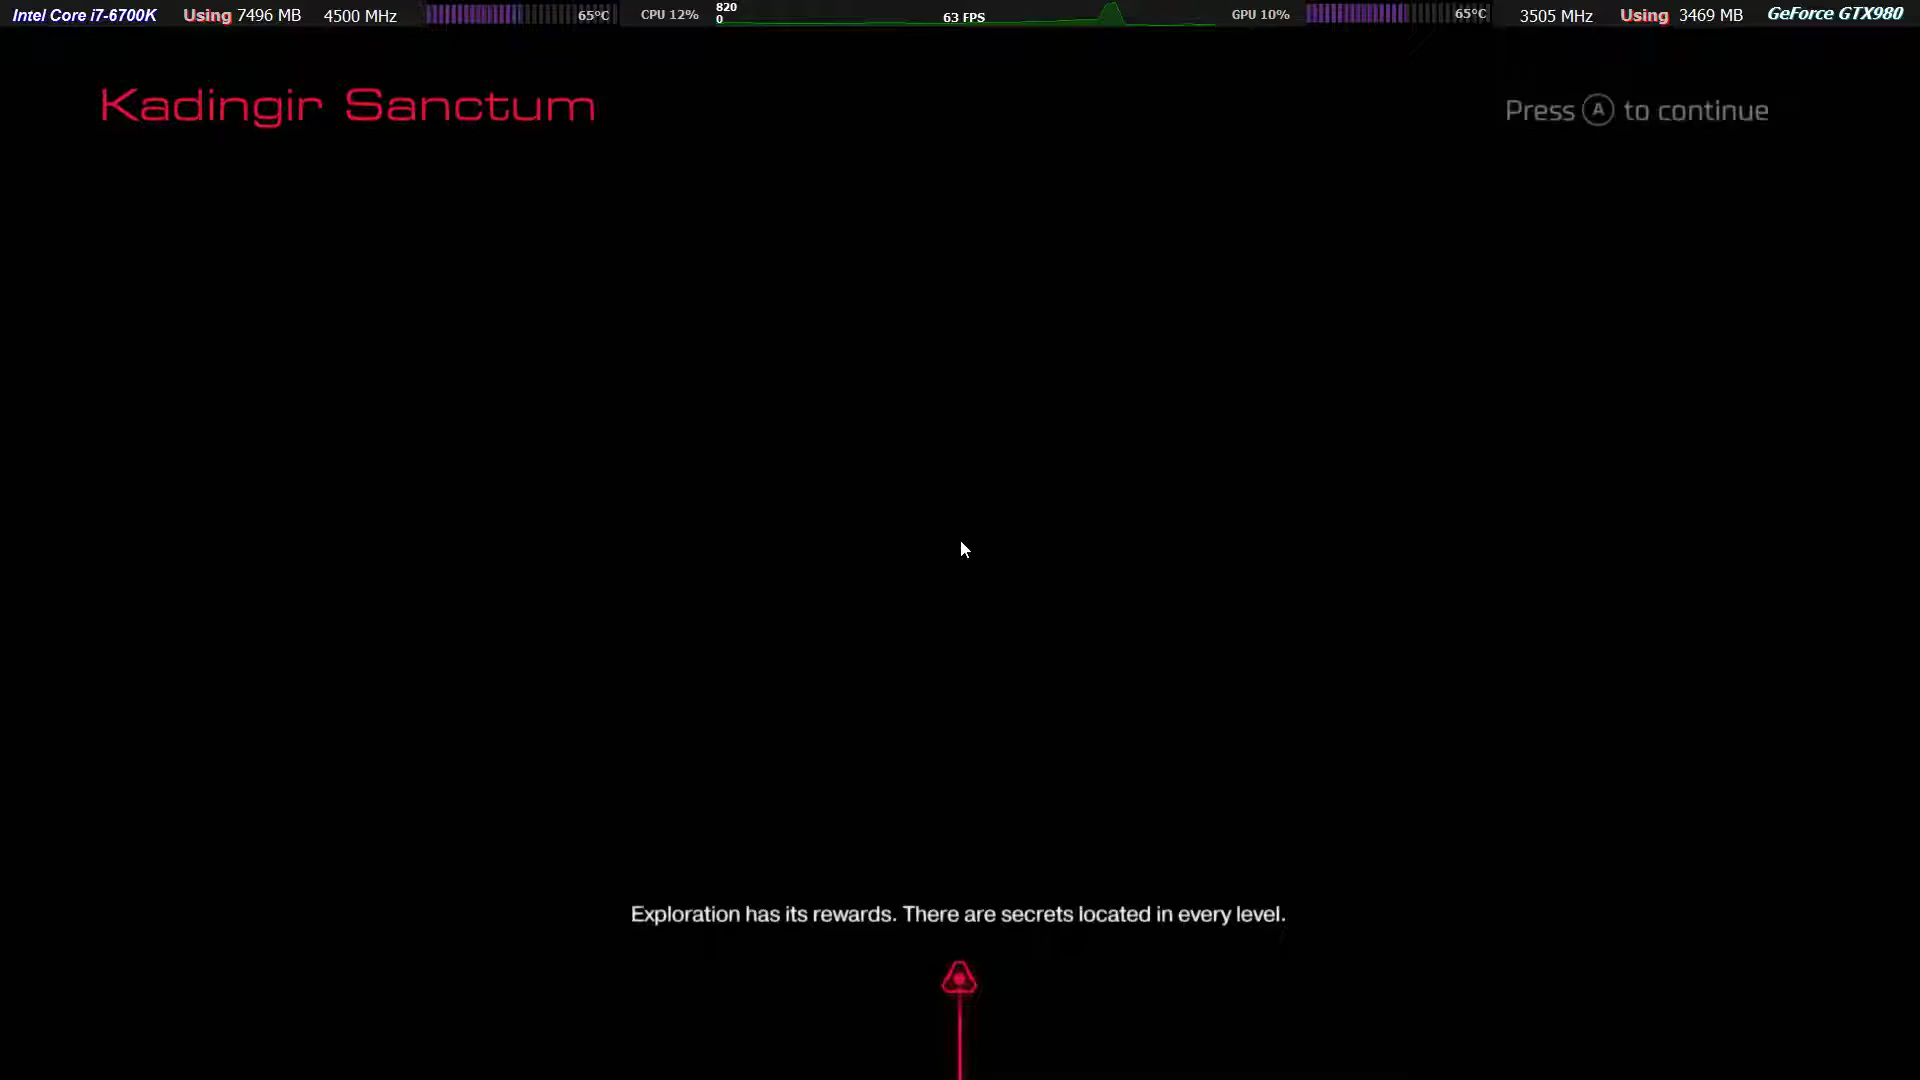 Intel Core i7-6700K Using 7496 MB 4500 MHz 65°C CPU 12% 820 0 63 FPS GPU 10% 65°C 3505 MHz Using 3469 MB GeForce GTX980
Kadingir Sanctum
Press A to continue
Exploration has its rewards. There are secrets located in every level.